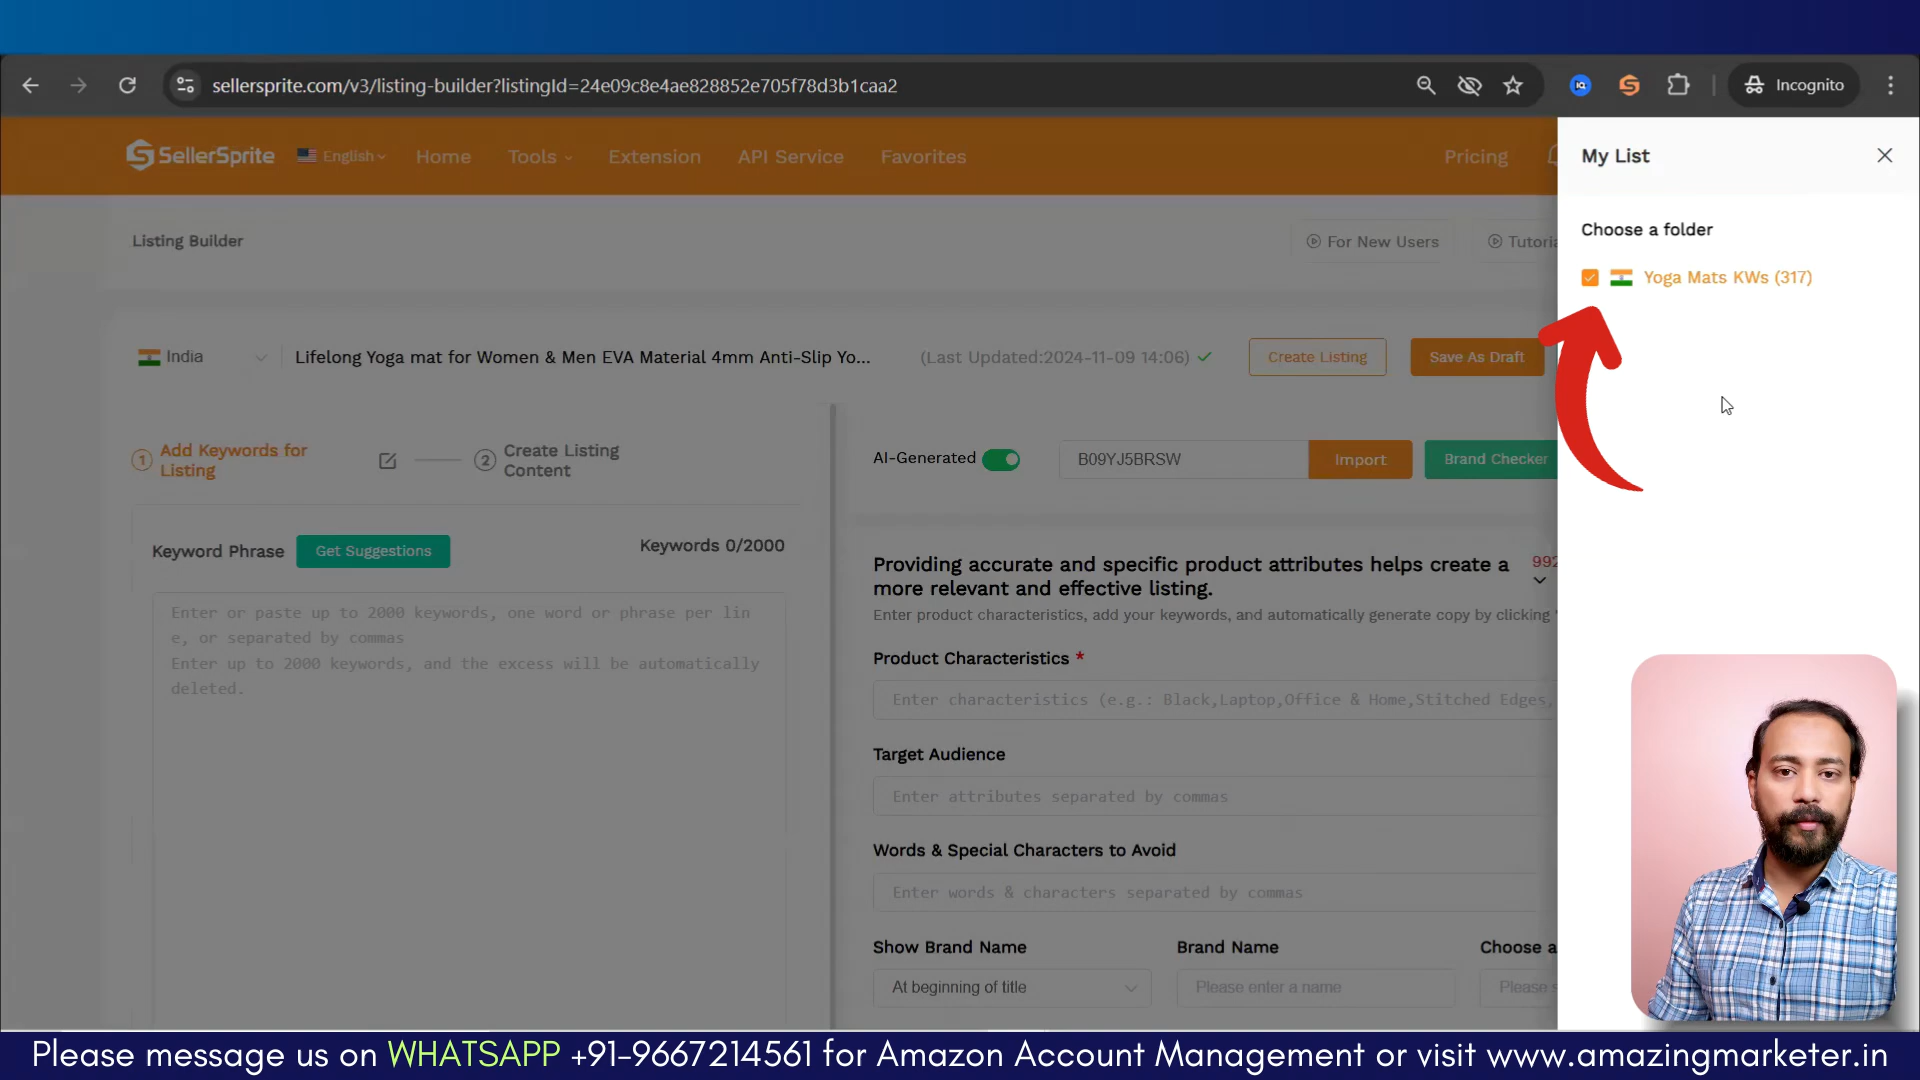 sellersprite.com/v3/listing-builder?listingId=24e09c8e4ae828852e705f78d3b1caa2
Incognito
SellerSprite
English
Home
Tools
Extension
API Service
Favorites
Pricing
My List
Choose a folder
Yoga Mats KWs (317)
Listing Builder
For New Users
Tutoria
India
Lifelong Yoga mat for Women & Men EVA Material 4mm Anti-Slip Yo...
(Last Updated:2024-11-09 14:06)
Create Listing
Save As Draft
1 Add Keywords for
Listing
2 Create Listing
Content
AI-Generated
B09YJ5BRSW
Import
Brand Checker
Keyword Phrase
Get Suggestions
Keywords 0/2000
Enter or paste up to 2000 keywords, one word or phrase per lin
e, or separated by commas
Enter up to 2000 keywords, and the excess will be automatically
deleted.
Providing accurate and specific product attributes helps create a
more relevant and effective listing.
992
Enter product characteristics, add your keywords, and automatically generate copy by clicking
Product Characteristics *
Enter characteristics (e.g.: Black,Laptop,Office & Home,Stitched Edges,
Target Audience
Enter attributes separated by commas
Words & Special Characters to Avoid
Enter words & characters separated by commas
Show Brand Name
Brand Name
Choose a
At beginning of title
Please enter a name
Please s
Please message us on WHATSAPP +91-9667214561 for Amazon Account Management or visit www.amazingmarketer.in